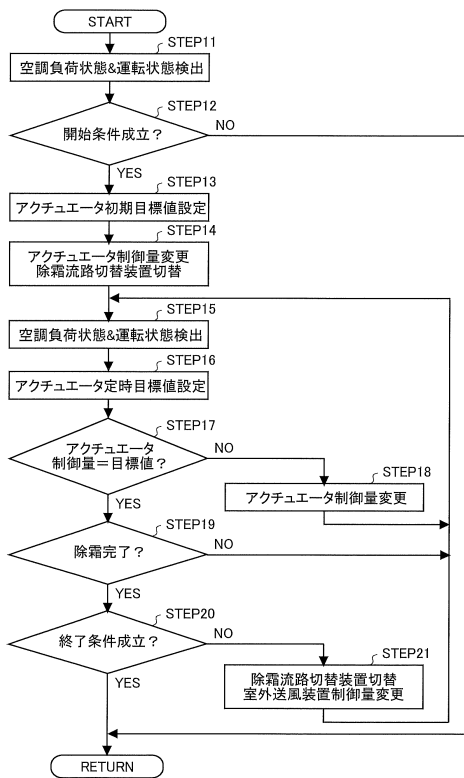 START
STEP11
空調負荷状態&運転状態検出
STEP12
開始条件成立？
NO
YES
STEP13
アクチュエータ初期目標値設定
STEP14
アクチュエータ制御量変更
除霜流路切替装置切替
STEP15
空調負荷状態&運転状態検出
STEP16
アクチュエータ定時目標値設定
STEP17
アクチュエータ
制御量＝目標値？
NO
YES
STEP18
アクチュエータ制御量変更
STEP19
除霜完了？
NO
YES
STEP20
終了条件成立？
NO
YES
STEP21
除霜流路切替装置切替
室外送風装置制御量変更
RETURN